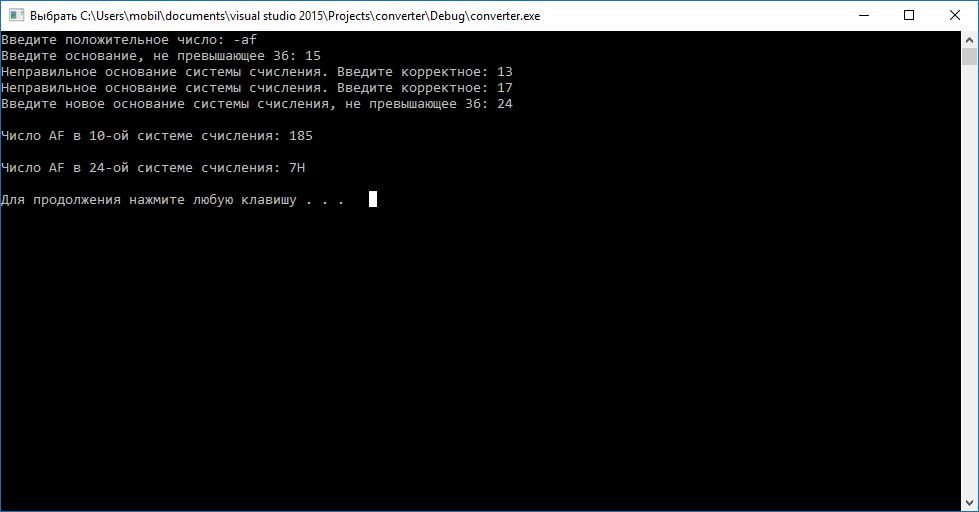 Выбрать C:\Users\mobil\documents\visual studio 2015\Projects\converter\Debug\converter.exe
Введите положительное число: -af
Введите основание, не превышающее 36: 15
Неправильное основание системы счисления. Введите корректное: 13
Неправильное основание системы счисления. Введите корректное: 17
Введите новое основание системы счисления, не превышающее 36: 24
Число AF в 10-ой системе счисления: 185
Число AF в 24-ой системе счисления: 7H
Для продолжения нажмите любую клавишу . . .